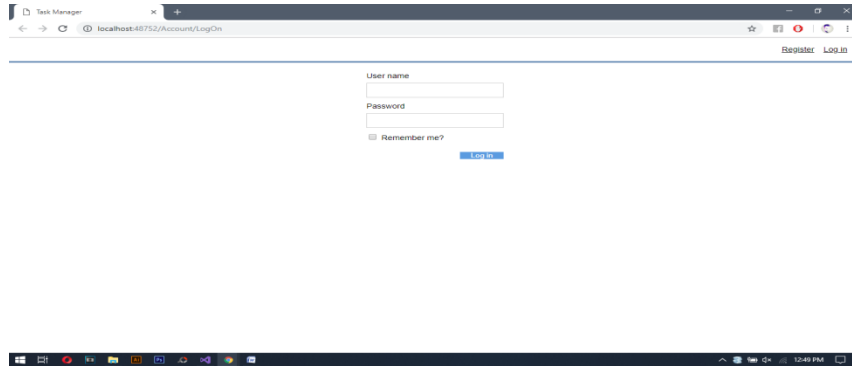 Task Manager
localhost:48752/Account/LogOn
Register Log in
User name
Password
Remember me?
Log in
12:49 PM